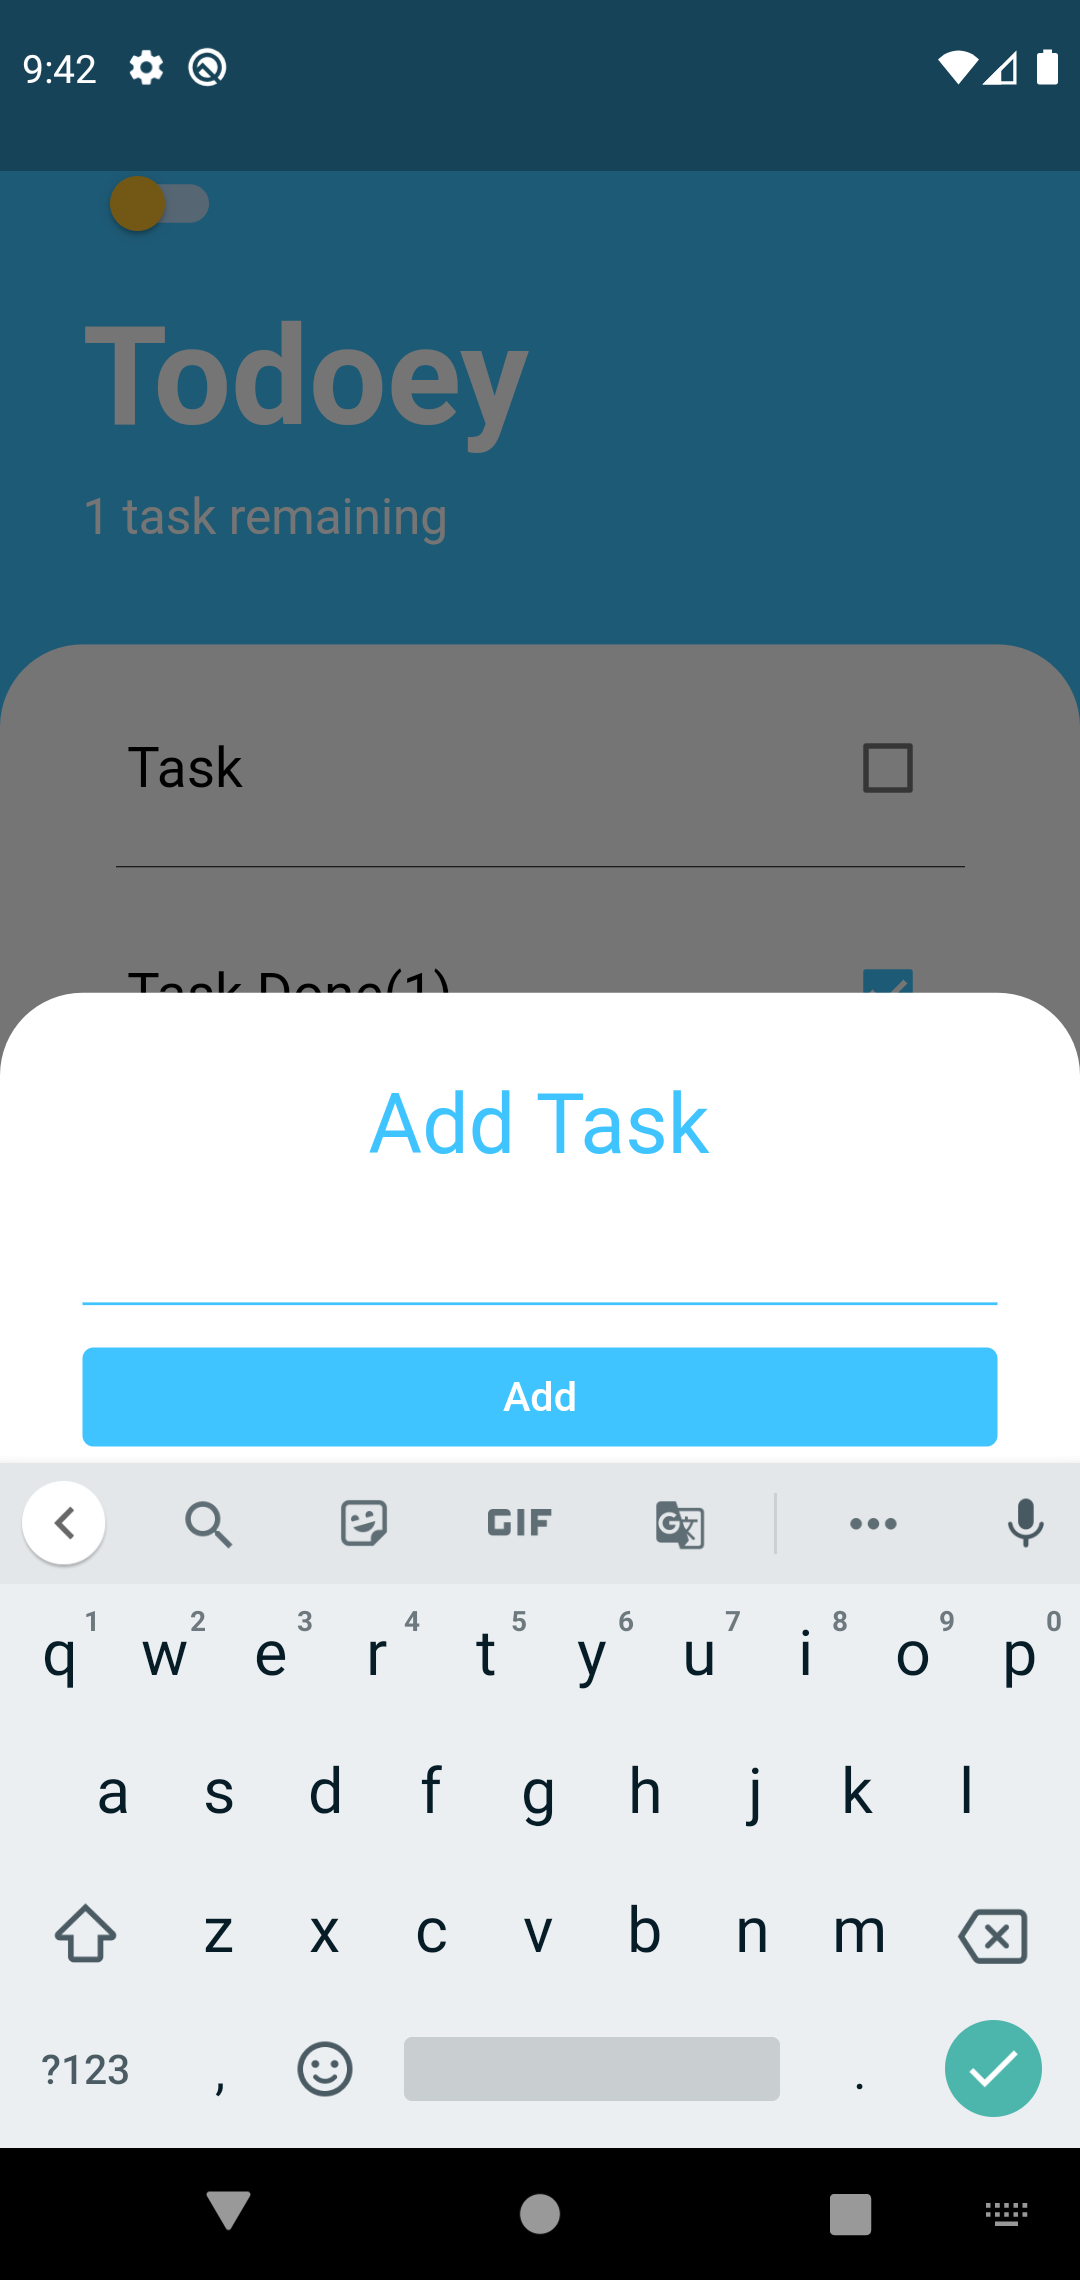 9:42
Todoey
1 task remaining
Task
Task Done(1)
Add Task
Add
GIF
G
q 1 w 2 e 3 r 4 t 5 y 6 u 7 i 8 o 9 p 0
a s d f g h j k l
z x c v b n m
?123 , .